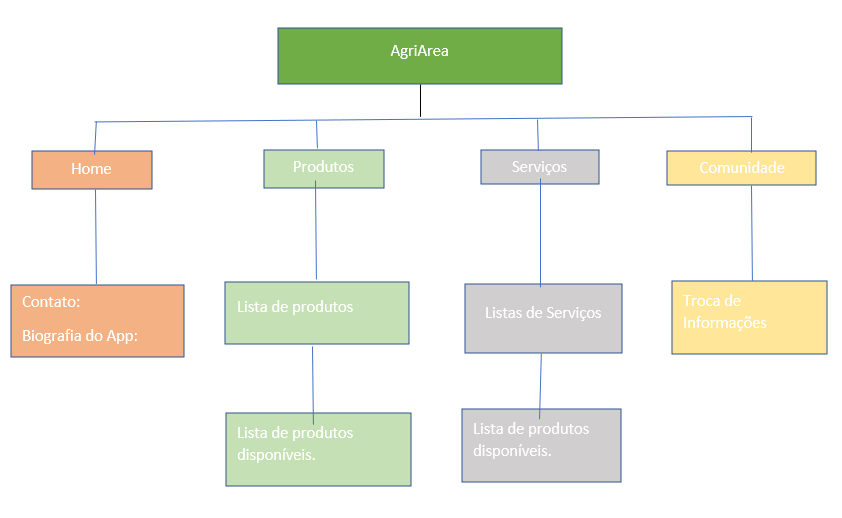 AgriArea
Home
Produtos
Serviços
Comunidade
Contato:
Biografia do App:
Lista de produtos
Listas de Serviços
Troca de
Informações
Lista de produtos
disponíveis.
Lista de produtos
disponíveis.